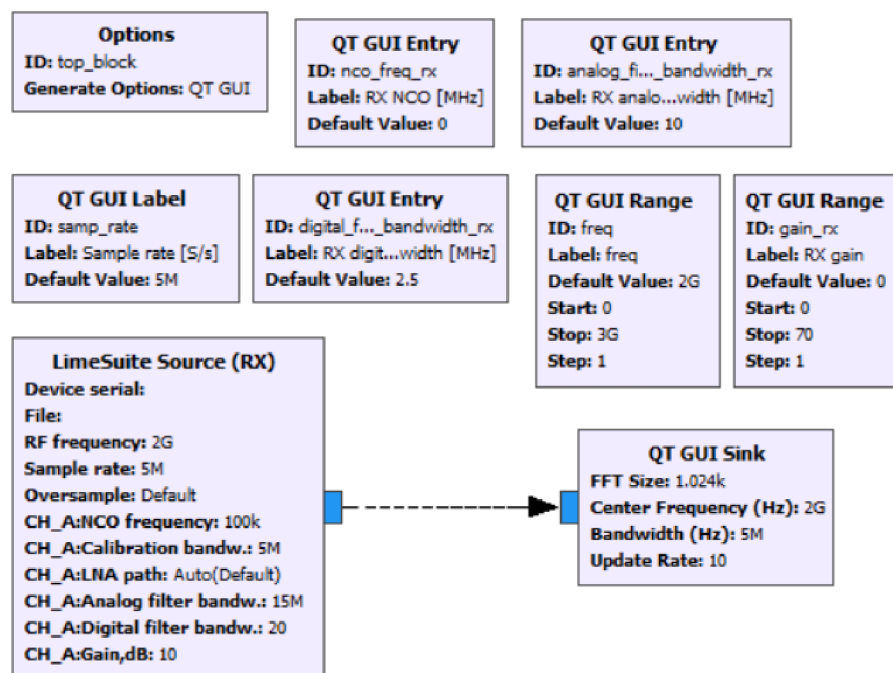 Options
ID: top_block
Generate Options: QT GUI
QT GUI Entry
ID: nco_freq_rx
Label: RX NCO [MHz]
Default Value: 0
QT GUI Entry
ID: analog_fi..._bandwidth_rx
Label: RX analo...width [MHz]
Default Value: 10
QT GUI Label
ID: samp_rate
Label: Sample rate [S/s]
Default Value: 5M
QT GUI Entry
ID: digital_f..._bandwidth_rx
Label: RX digit...width [MHz]
Default Value: 2.5
QT GUI Range
ID: freq
Label: freq
Default Value: 2G
Start: 0
Stop: 3G
Step: 1
QT GUI Range
ID: gain_rx
Label: RX gain
Default Value: 0
Start: 0
Stop: 70
Step: 1
LimeSuite Source (RX)
Device serial:
File:
RF frequency: 2G
Sample rate: 5M
Oversample: Default
CH_A:NCO frequency: 100k
CH_A:Calibration bandw.: 5M
CH_A:LNA path: Auto(Default)
CH_A:Analog filter bandw.: 15M
CH_A:Digital filter bandw.: 20
CH_A:Gain,dB: 10
QT GUI Sink
FFT Size: 1.024k
Center Frequency (Hz): 2G
Bandwidth (Hz): 5M
Update Rate: 10